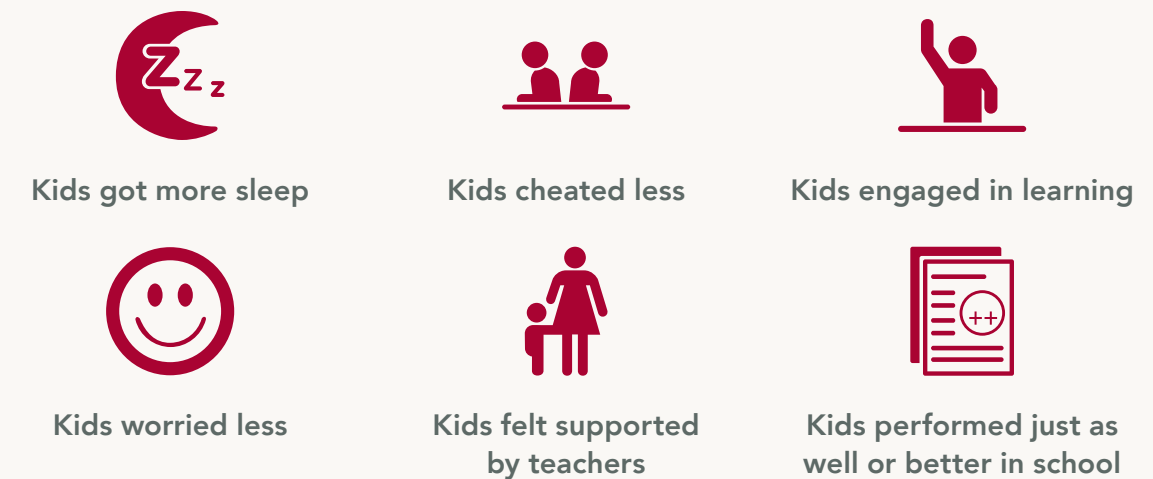 Zzz
Kids got more sleep
Kids cheated less
Kids engaged in learning
++
Kids worried less
Kids felt supported
by teachers
Kids performed just as
well or better in school